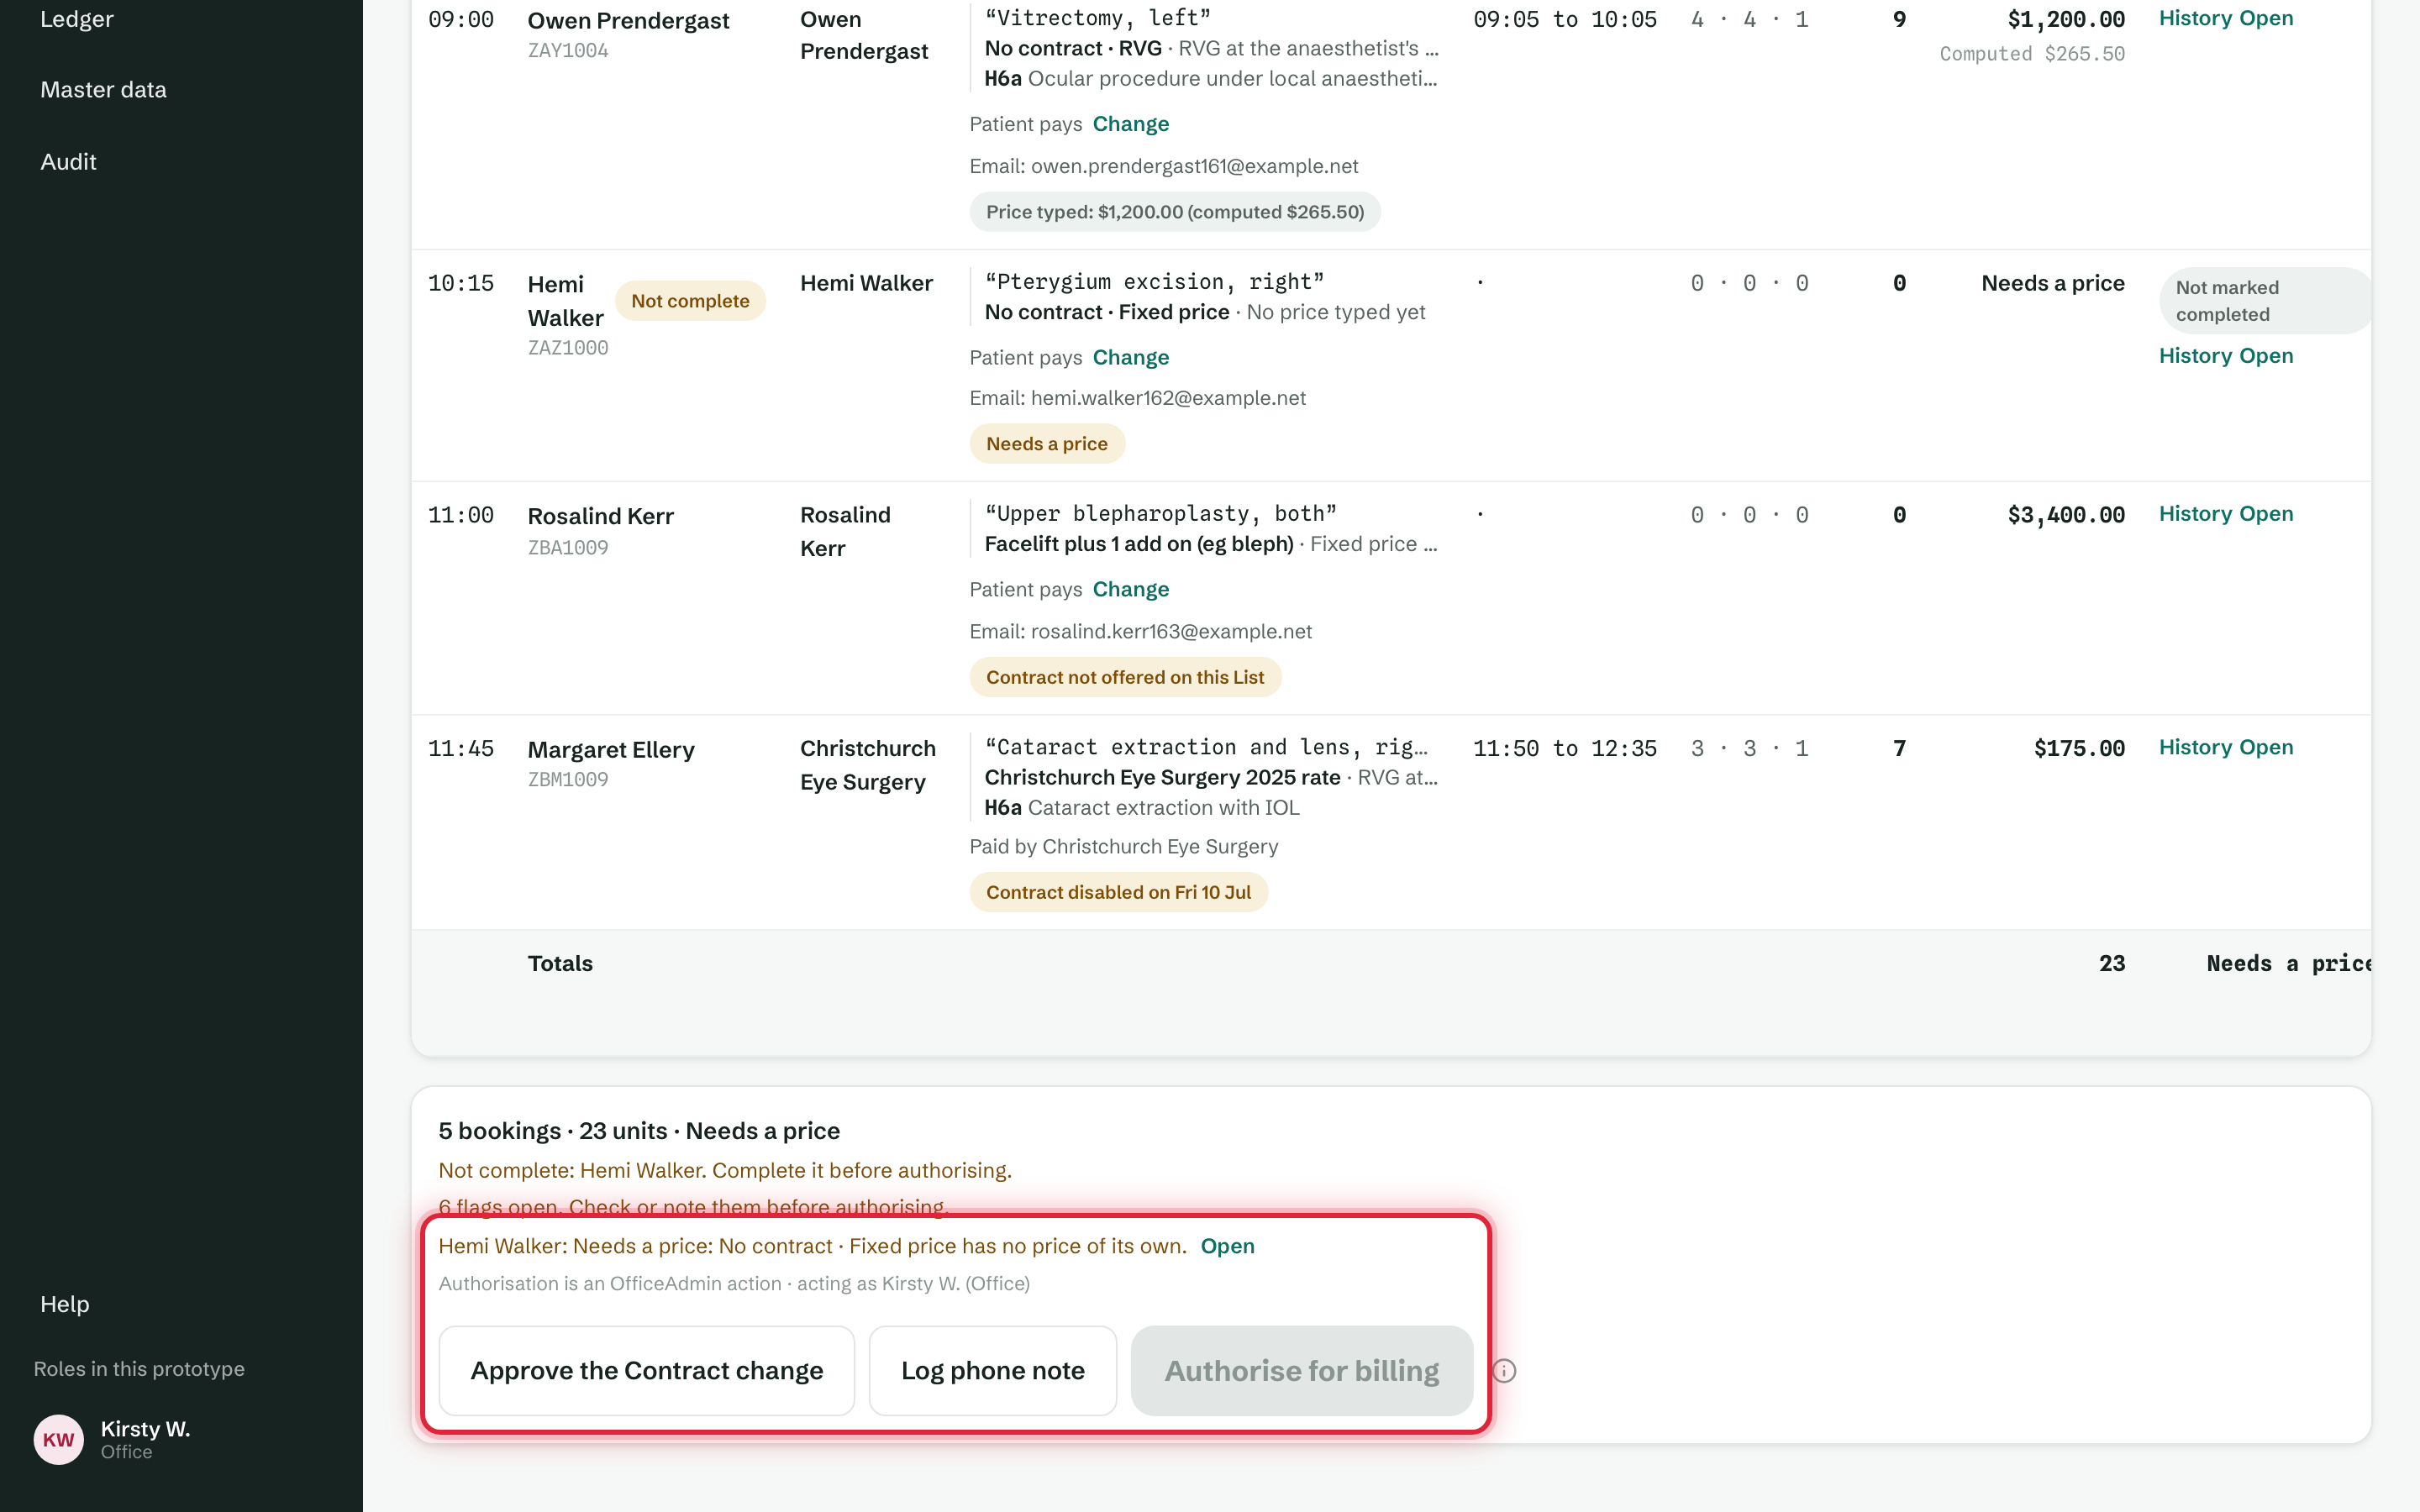 Ledger
Master data
Audit
Help
Roles in this prototype
KW
Kirsty W.
Office
09:00
Owen Prendergast
ZAY1004
Owen
Prendergast
“Vitrectomy, left”
No contract · RVG · RVG at the anaesthetist's ...
H6a Ocular procedure under local anaestheti...
Patient pays Change
Email: owen.prendergast161@example.net
Price typed: $1,200.00 (computed $265.50)
09:05 to 10:05
4 · 4 · 1
9
$1,200.00
Computed $265.50
History Open
10:15
Hemi
Walker
Not complete
ZAZ1000
Hemi Walker
“Pterygium excision, right”
No contract · Fixed price · No price typed yet
Patient pays Change
Email: hemi.walker162@example.net
Needs a price
·
0 · 0 · 0
0
Needs a price
Not marked
completed
History Open
11:00
Rosalind Kerr
ZBA1009
Rosalind
Kerr
“Upper blepharoplasty, both”
Facelift plus 1 add on (eg bleph) · Fixed price ...
Patient pays Change
Email: rosalind.kerr163@example.net
Contract not offered on this List
·
0 · 0 · 0
0
$3,400.00
History Open
11:45
Margaret Ellery
ZBM1009
Christchurch
Eye Surgery
“Cataract extraction and lens, rig...
Christchurch Eye Surgery 2025 rate · RVG at...
H6a Cataract extraction with IOL
Paid by Christchurch Eye Surgery
Contract disabled on Fri 10 Jul
11:50 to 12:35
3 · 3 · 1
7
$175.00
History Open
Totals
23
Needs a price
5 bookings · 23 units · Needs a price
Not complete: Hemi Walker. Complete it before authorising.
6 flags open. Check or note them before authorising.
Hemi Walker: Needs a price: No contract · Fixed price has no price of its own. Open
Authorisation is an OfficeAdmin action · acting as Kirsty W. (Office)
Approve the Contract change
Log phone note
Authorise for billing